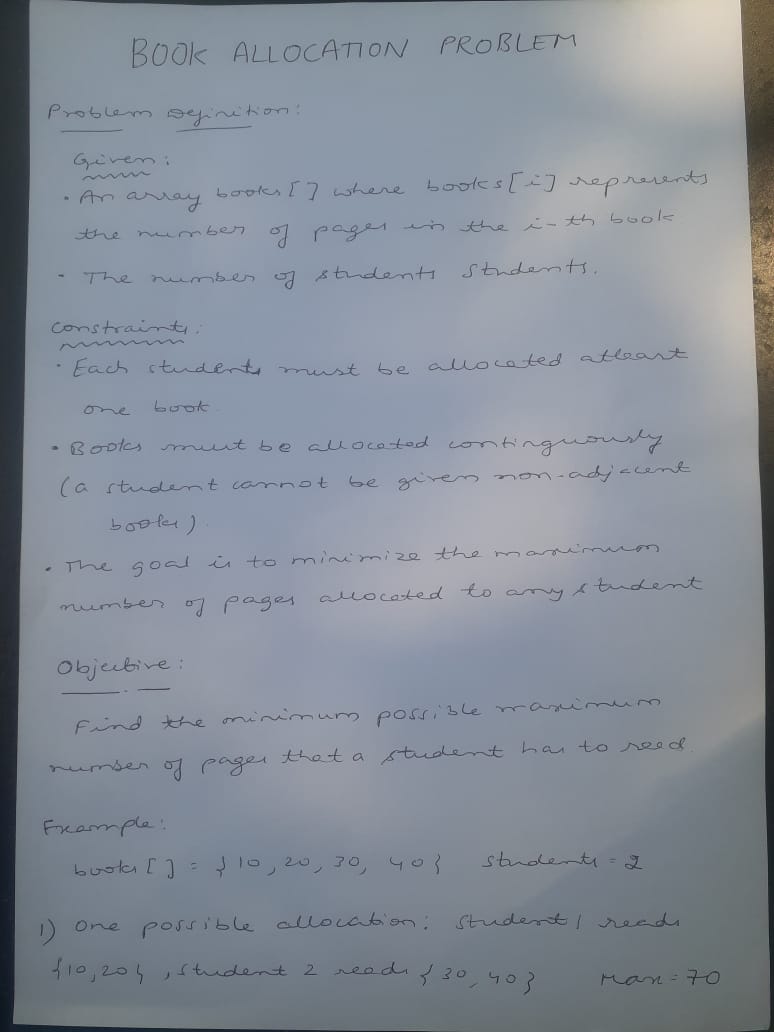 BOOK ALLOCATION PROBLEM
Problem Definition:
Given:
• An array books[] where books[i] represents
the number of pages in the i-th book
• The number of students students.
Constraints:
• Each students must be allocated atleast
one book
• Books must be allocated continguously
(a student cannot be given non-adjacent
books)
• The goal is to minimize the maximum
number of pages allocated to any student
Objective:
Find the minimum possible maximum
number of pages that a student has to read.
Example:
books[] = {10, 20, 30, 40} students = 2
1) One possible allocation: Student 1 reads
{10,20}, student 2 reads {30, 40} Max = 70